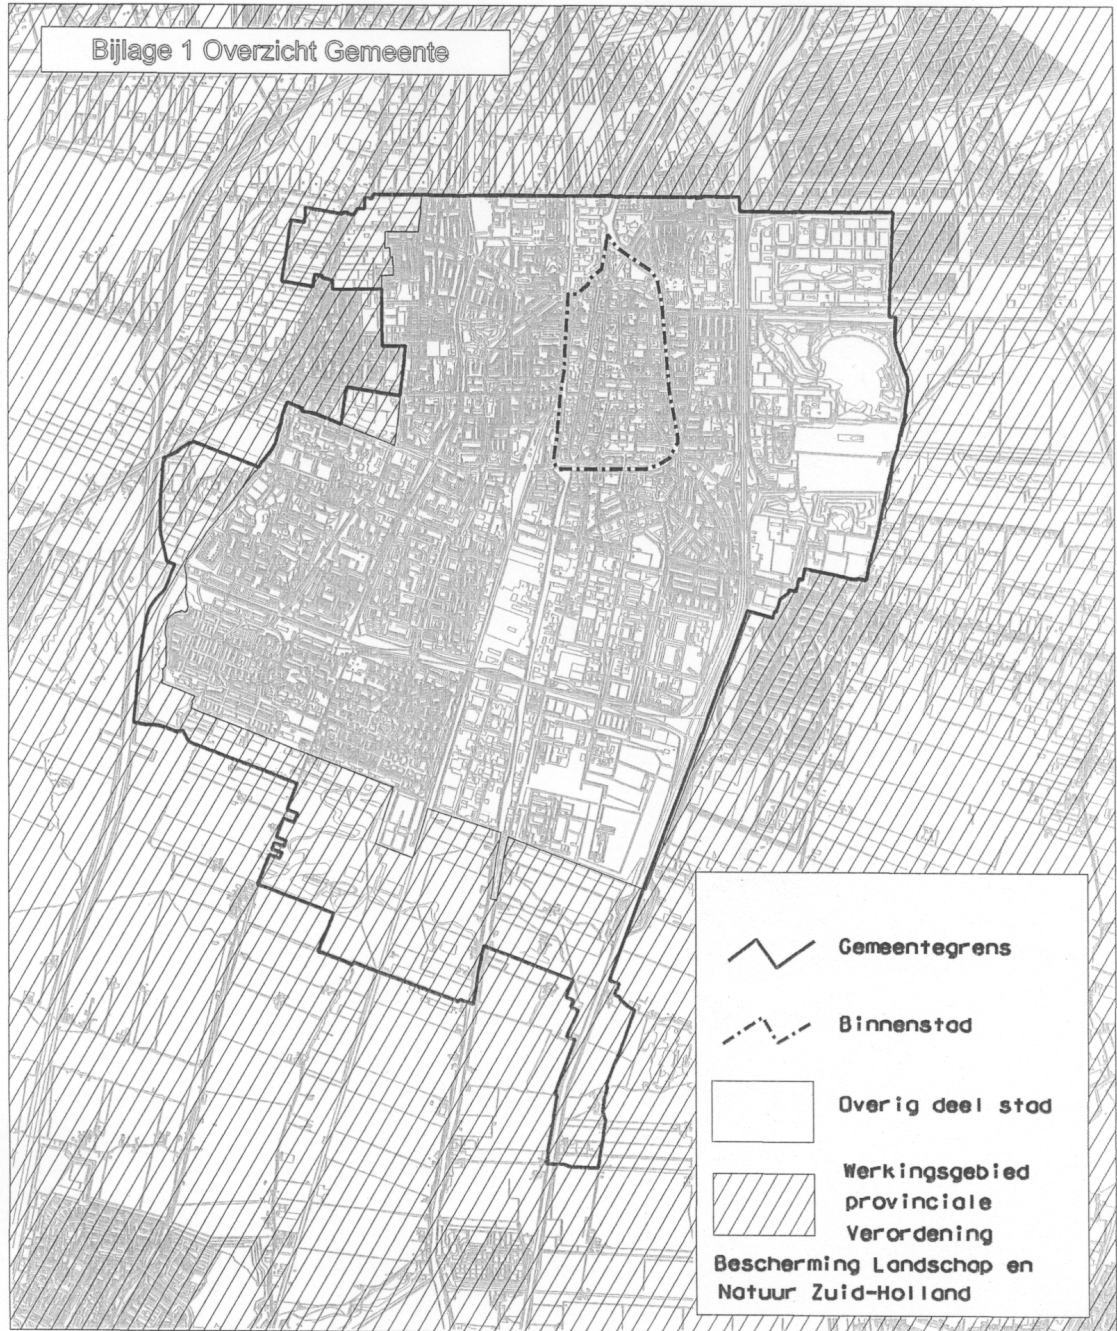 Bijlage 1 Overzicht Gemeente
Gemeentegrens
Binnenstad
Overig deel stad
Werkingsgebied
provinciale
Verordening
Bescherming Landschap en
Natuur Zuid-Holland